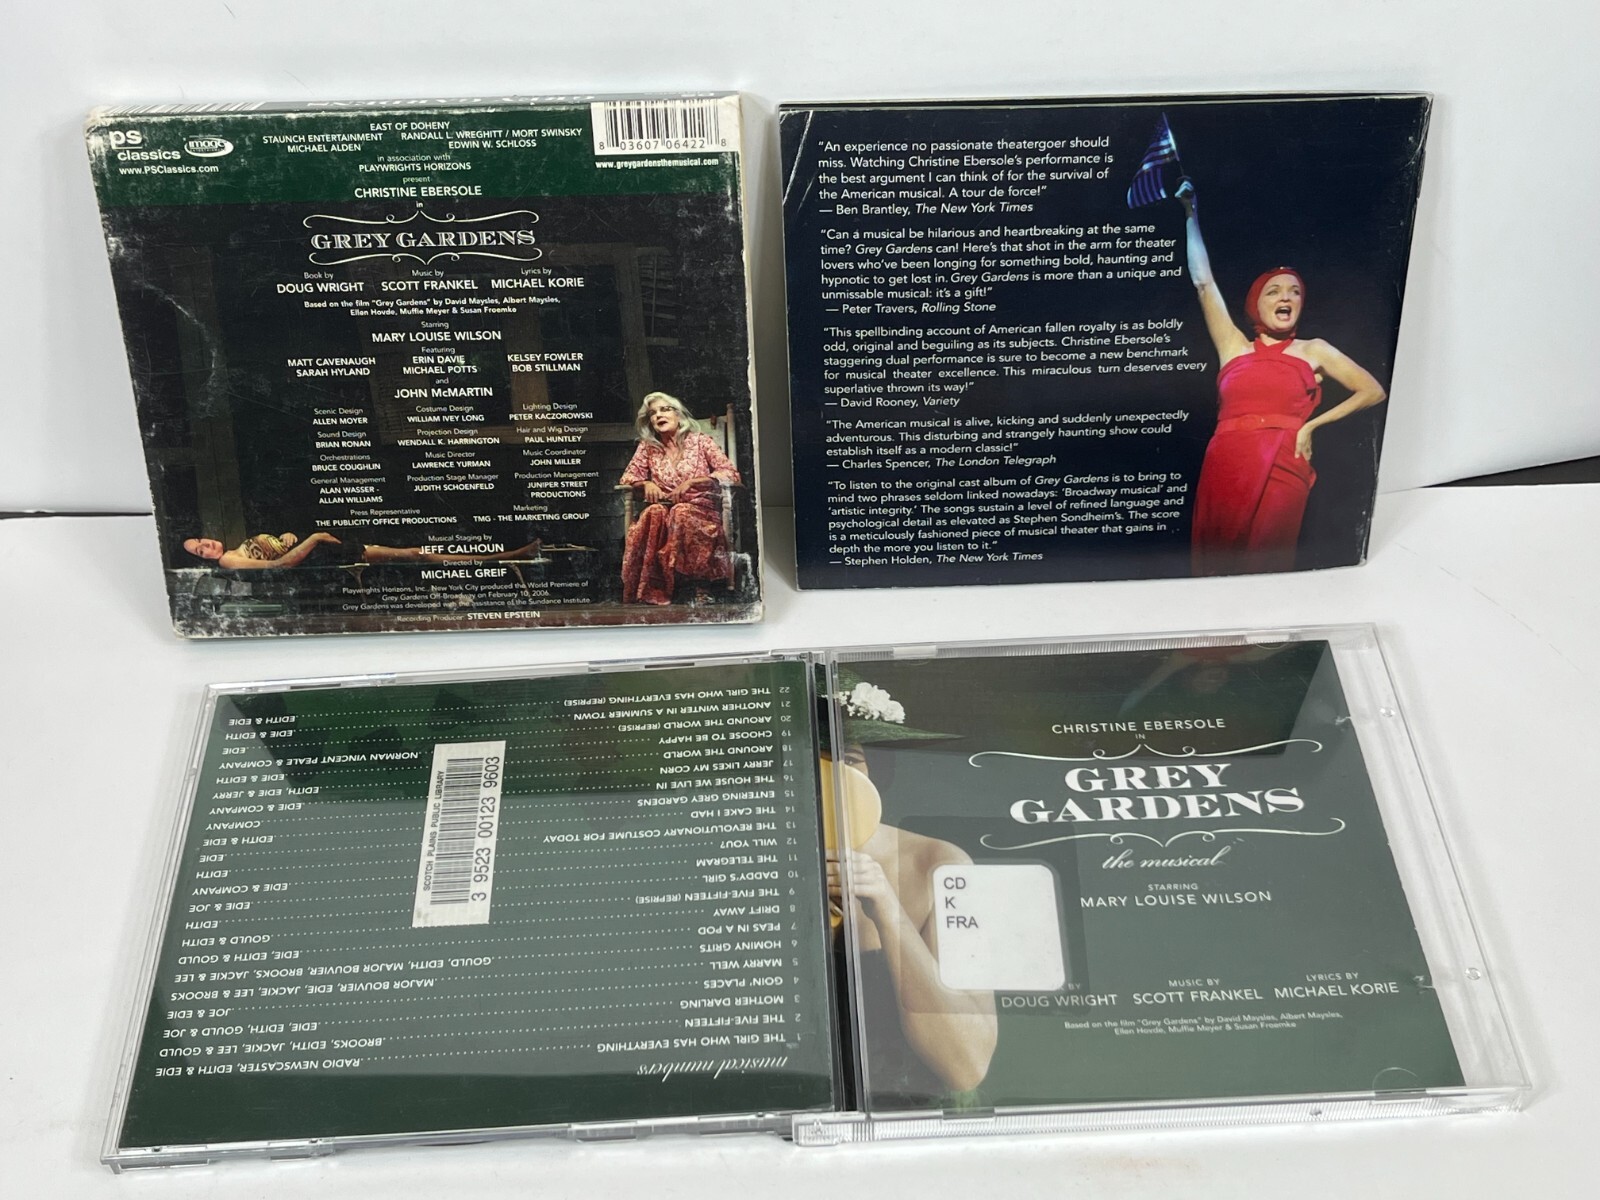 ps
classics
image
www.PSClassics.com
EAST OF DOHENY
STAUNCH ENTERTAINMENT RANDALL L. WREGHITT / MORT SWINSKY
MICHAEL ALDEN EDWIN W. SCHLOSS
in association with
PLAYWRIGHTS HORIZONS
present
8 03607 06422 8
www.greygardensthemusical.com
CHRISTINE EBERSOLE
in
GREY GARDENS
Book by Music by Lyrics by
DOUG WRIGHT SCOTT FRANKEL MICHAEL KORIE
Based on the film "Grey Gardens" by David Maysles, Albert Maysles,
Ellen Hovde, Muffie Meyer & Susan Froemke
Starring
MARY LOUISE WILSON
Featuring
MATT CAVENAUGH ERIN DAVIE KELSEY FOWLER
SARAH HYLAND MICHAEL POTTS BOB STILLMAN
and
JOHN McMARTIN
Scenic Design Costume Design Lighting Design
ALLEN MOYER WILLIAM IVEY LONG PETER KACZOROWSKI
Sound Design Projection Design Hair and Wig Design
BRIAN RONAN WENDALL K. HARRINGTON PAUL HUNTLEY
Orchestrations Music Director Music Coordinator
BRUCE COUGHLIN LAWRENCE YURMAN JOHN MILLER
General Management Production Stage Manager Production Management
ALAN WASSER - JUDITH SCHOENFELD JUNIPER STREET
ALLAN WILLIAMS PRODUCTIONS
Press Representative Marketing
THE PUBLICITY OFFICE PRODUCTIONS TMG - THE MARKETING GROUP
Musical Staging by
JEFF CALHOUN
Directed by
MICHAEL GREIF
Playwrights Horizons, Inc., New York City produced the World Premiere of
Grey Gardens Off-Broadway on February 10, 2006.
Grey Gardens was developed with the assistance of the Sundance Institute
Recording Producer: STEVEN EPSTEIN
"An experience no passionate theatergoer should
miss. Watching Christine Ebersole's performance is
the best argument I can think of for the survival of
the American musical. A tour de force!"
— Ben Brantley, The New York Times
"Can a musical be hilarious and heartbreaking at the same
time? Grey Gardens can! Here's that shot in the arm for theater
lovers who've been longing for something bold, haunting and
hypnotic to get lost in. Grey Gardens is more than a unique and
unmissable musical: it's a gift!"
— Peter Travers, Rolling Stone
"This spellbinding account of American fallen royalty is as boldly
odd, original and beguiling as its subjects. Christine Ebersole's
staggering dual performance is sure to become a new benchmark
for musical theater excellence. This miraculous turn deserves every
superlative thrown its way!"
— David Rooney, Variety
"The American musical is alive, kicking and suddenly unexpectedly
adventurous. This disturbing and strangely haunting show could
establish itself as a modern classic!"
— Charles Spencer, The London Telegraph
"To listen to the original cast album of Grey Gardens is to bring to
mind two phrases seldom linked nowadays: 'Broadway musical' and
'artistic integrity.' The songs sustain a level of refined language and
psychological detail as elevated as Stephen Sondheim's. The score
is a meticulously fashioned piece of musical theater that gains in
depth the more you listen to it."
— Stephen Holden, The New York Times
musical numbers
1 THE GIRL WHO HAS EVERYTHING RADIO NEWSCASTER, EDITH & EDIE
2 THE FIVE-FIFTEEN BROOKS, EDITH, JACKIE, LEE & GOULD
3 MOTHER DARLING EDIE, EDITH, GOULD & JOE
4 GOIN' PLACES JOE & EDIE
5 MARRY WELL MAJOR BOUVIER, EDIE, JACKIE, LEE & BROOKS
6 HOMINY GRITS GOULD, EDITH, MAJOR BOUVIER, BROOKS, JACKIE & LEE
7 PEAS IN A POD EDIE, EDITH & GOULD
8 DRIFT AWAY GOULD & EDITH
9 THE FIVE-FIFTEEN (REPRISE) EDITH
10 DADDY'S GIRL EDIE & JOE
11 THE TELEGRAM EDIE & COMPANY
12 WILL YOU? EDITH
13 THE REVOLUTIONARY COSTUME FOR TODAY EDIE
14 THE CAKE I HAD EDITH & EDIE
15 ENTERING GREY GARDENS COMPANY
16 THE HOUSE WE LIVE IN EDIE & COMPANY
17 JERRY LIKES MY CORN EDITH, EDIE & JERRY
18 AROUND THE WORLD EDIE & EDITH
19 CHOOSE TO BE HAPPY NORMAN VINCENT PEALE & COMPANY
20 AROUND THE WORLD (REPRISE) EDIE
21 ANOTHER WINTER IN A SUMMER TOWN EDIE & EDITH
22 THE GIRL WHO HAS EVERYTHING (REPRISE) EDITH & EDIE
SCOTCH PLAINS PUBLIC LIBRARY
3 9523 00123 9603
CHRISTINE EBERSOLE
IN
GREY
GARDENS
the musical
STARRING
MARY LOUISE WILSON
CD
K
FRA
BY MUSIC BY LYRICS BY
DOUG WRIGHT SCOTT FRANKEL MICHAEL KORIE
Based on the film "Grey Gardens" by David Maysles, Albert Maysles,
Ellen Hovde, Muffie Meyer & Susan Froemke